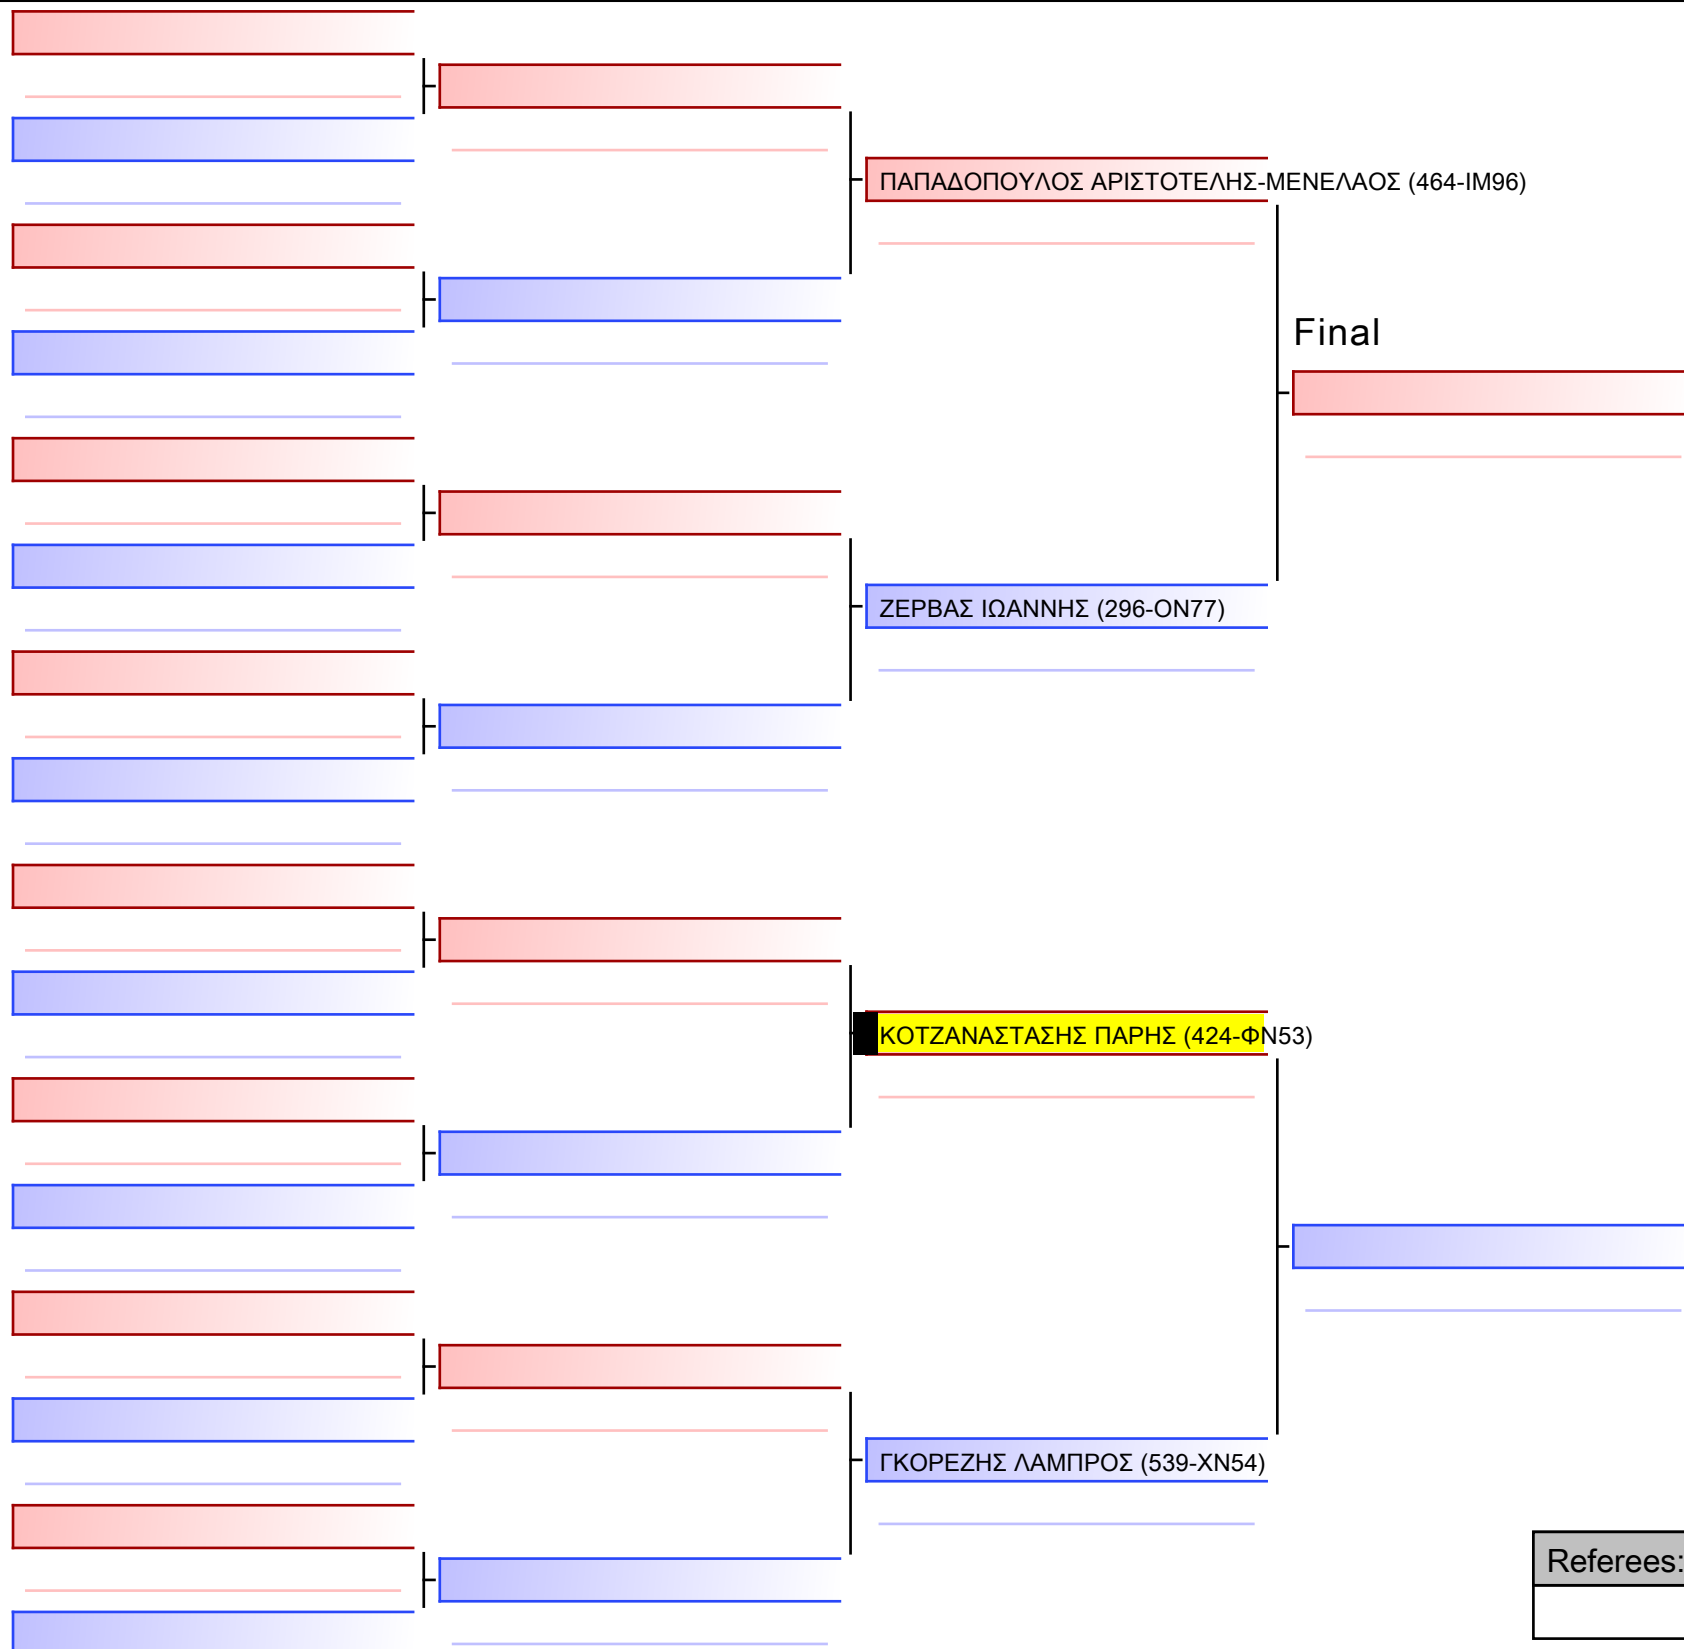 ΠΑΠΑΔΟΠΟΥΛΟΣ ΑΡΙΣΤΟΤΕΛΗΣ-ΜΕΝΕΛΑΟΣ (464-ΙΜ96)
Final
ΖΕΡΒΑΣ ΙΩΑΝΝΗΣ (296-ΟΝ77)
ΚΟΤΖΑΝΑΣΤΑΣΗΣ ΠΑΡΗΣ (424-ΦΝ53)
ΓΚΟΡΕΖΗΣ ΛΑΜΠΡΟΣ (539-ΧΝ54)
Referees: